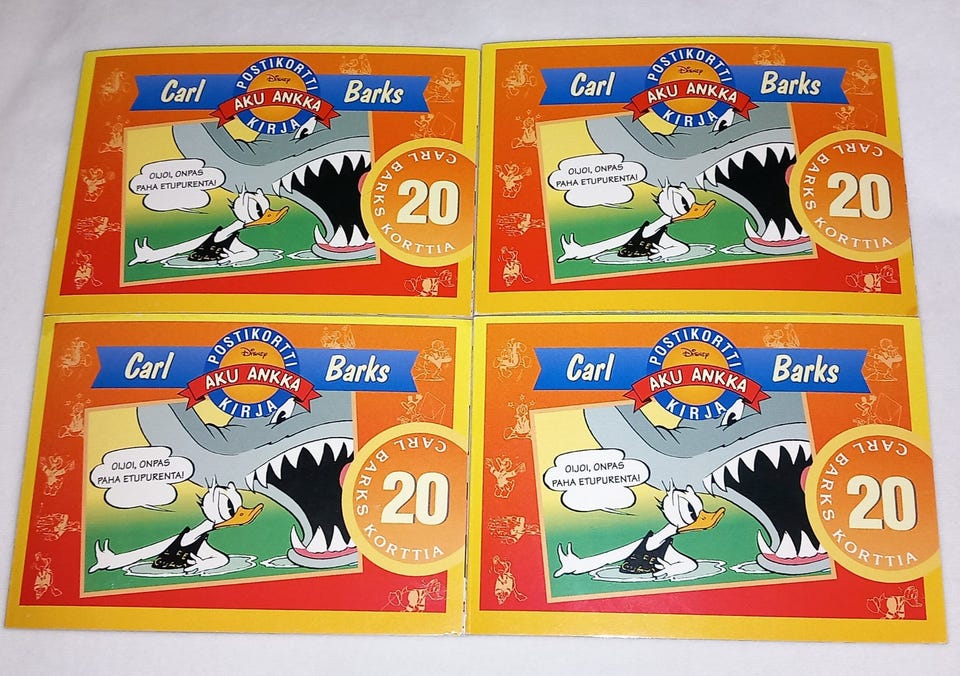 Carl
POSTIKORTTI
Disney
AKU ANKKA
KIRJA
Barks
OIJOI, ONPAS
PAHA ETUPURENTA!
CARL BARKS
20
KORTTIA
Carl
POSTIKORTTI
Disney
AKU ANKKA
KIRJA
Barks
OIJOI, ONPAS
PAHA ETUPURENTA!
CARL BARKS
20
KORTTIA
Carl
POSTIKORTTI
Disney
AKU ANKKA
KIRJA
Barks
OIJOI, ONPAS
PAHA ETUPURENTA!
CARL BARKS
20
KORTTIA
Carl
POSTIKORTTI
Disney
AKU ANKKA
KIRJA
Barks
OIJOI, ONPAS
PAHA ETUPURENTA!
CARL BARKS
20
KORTTIA